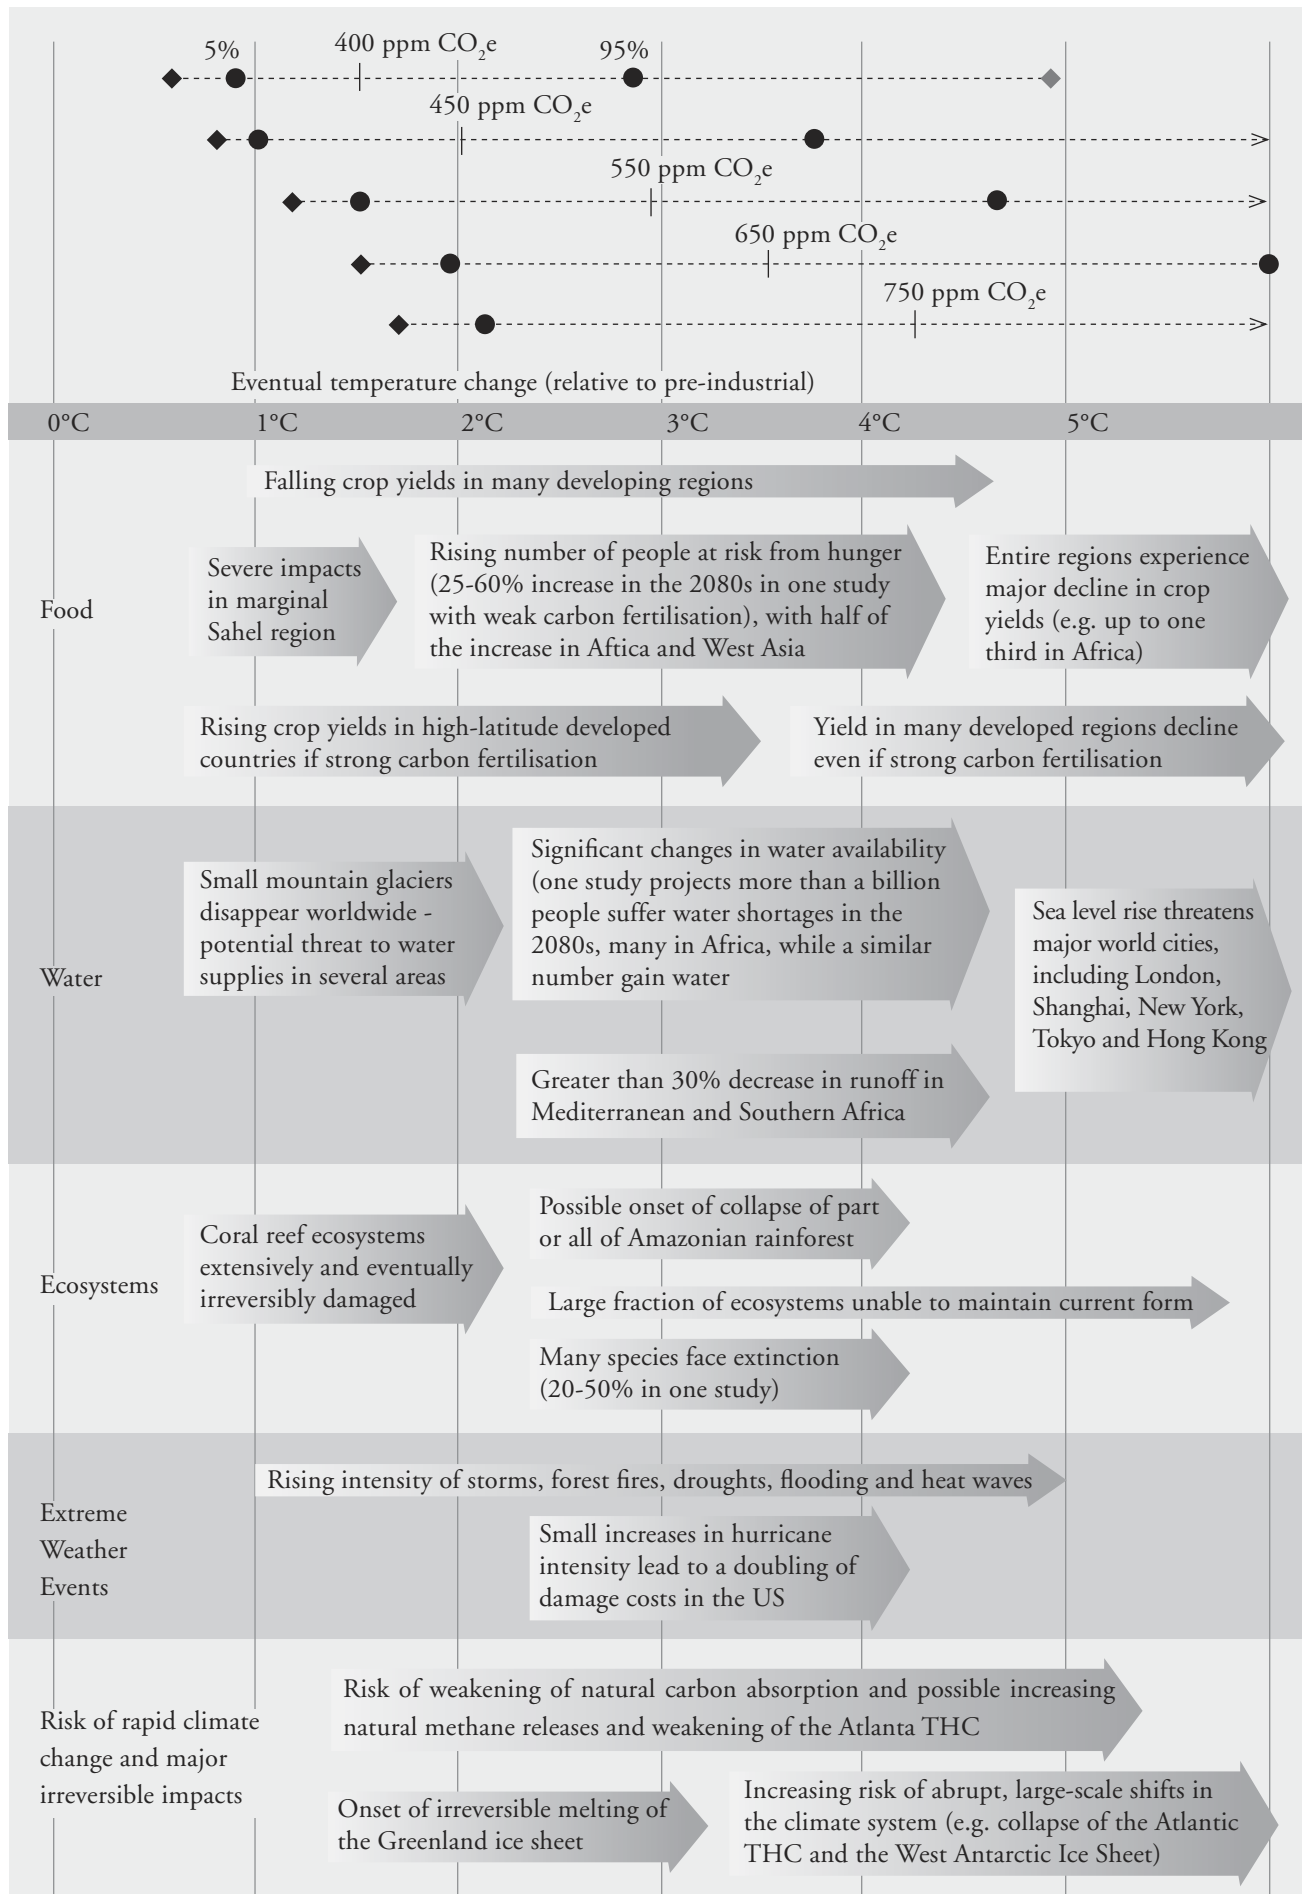 5%
400 ppm CO₂e
95%
450 ppm CO₂e
550 ppm CO₂e
650 ppm CO₂e
750 ppm CO₂e
Eventual temperature change (relative to pre-industrial)
0°C 1°C 2°C 3°C 4°C 5°C
Food
Falling crop yields in many developing regions
Severe impacts
in marginal
Sahel region
Rising number of people at risk from hunger
(25-60% increase in the 2080s in one study
with weak carbon fertilisation), with half of
the increase in Aftica and West Asia
Entire regions experience
major decline in crop
yields (e.g. up to one
third in Africa)
Rising crop yields in high-latitude developed
countries if strong carbon fertilisation
Yield in many developed regions decline
even if strong carbon fertilisation
Water
Small mountain glaciers
disappear worldwide -
potential threat to water
supplies in several areas
Significant changes in water availability
(one study projects more than a billion
people suffer water shortages in the
2080s, many in Africa, while a similar
number gain water
Sea level rise threatens
major world cities,
including London,
Shanghai, New York,
Tokyo and Hong Kong
Greater than 30% decrease in runoff in
Mediterranean and Southern Africa
Ecosystems
Coral reef ecosystems
extensively and eventually
irreversibly damaged
Possible onset of collapse of part
or all of Amazonian rainforest
Large fraction of ecosystems unable to maintain current form
Many species face extinction
(20-50% in one study)
Extreme
Weather
Events
Rising intensity of storms, forest fires, droughts, flooding and heat waves
Small increases in hurricane
intensity lead to a doubling of
damage costs in the US
Risk of rapid climate
change and major
irreversible impacts
Risk of weakening of natural carbon absorption and possible increasing
natural methane releases and weakening of the Atlanta THC
Onset of irreversible melting of
the Greenland ice sheet
Increasing risk of abrupt, large-scale shifts in
the climate system (e.g. collapse of the Atlantic
THC and the West Antarctic Ice Sheet)